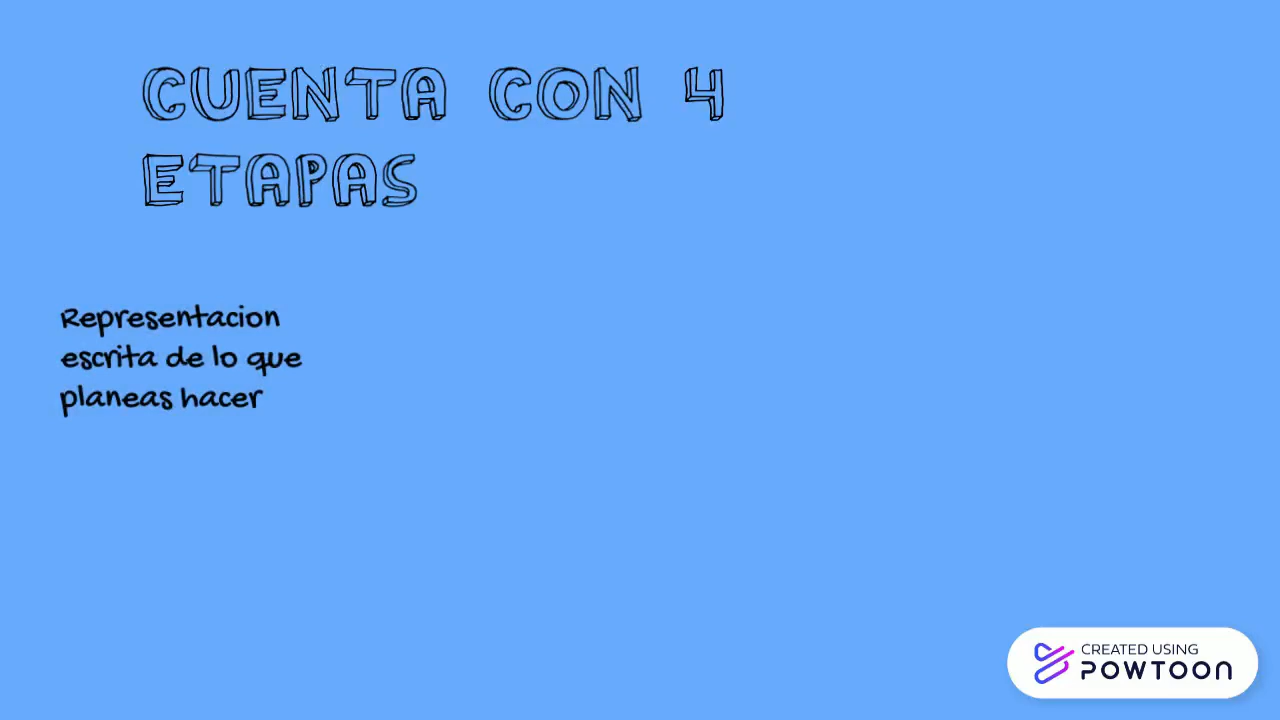 CUENTA CON 4
ETAPAS
Representacion
escrita de lo que
planeas hacer
CREATED USING
POWTOON